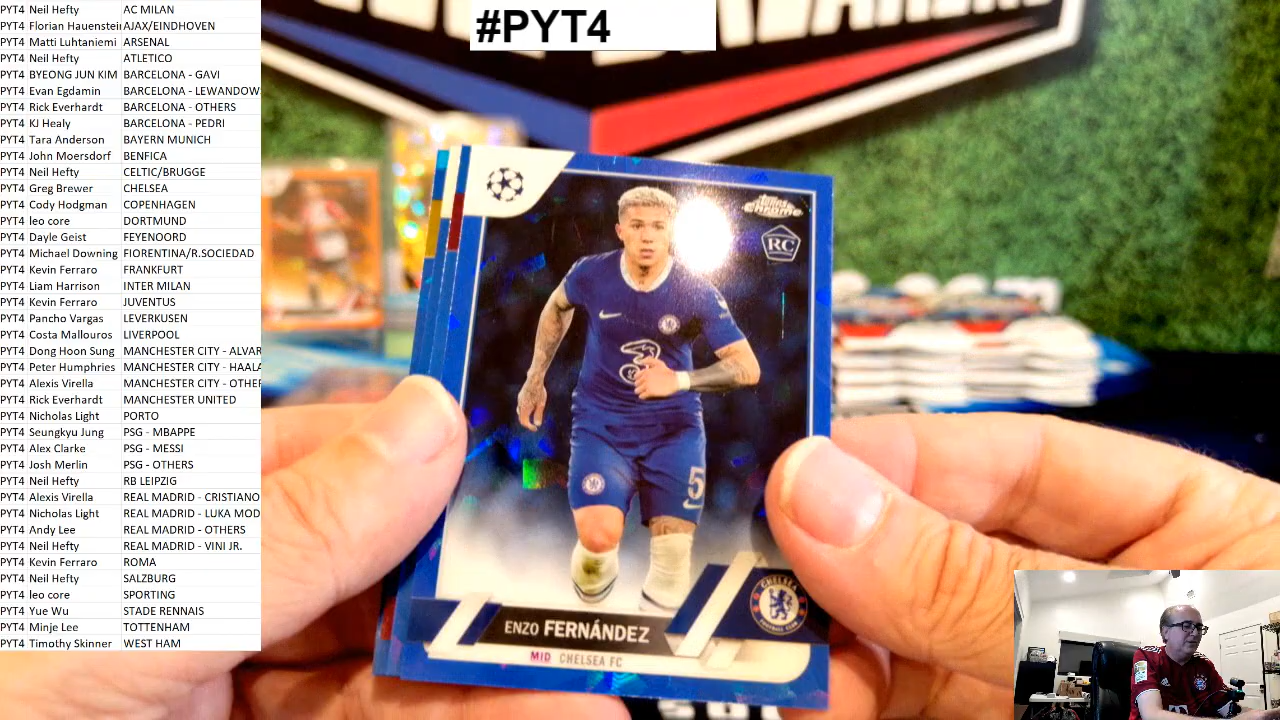 #PYT4
PYT4 Neil Hefty AC MILAN
PYT4 Florian Hauenstein AJAX/EINDHOVEN
PYT4 Matti Luhtaniemi ARSENAL
PYT4 Neil Hefty ATLETICO
PYT4 BYEONG JUN KIM BARCELONA - GAVI
PYT4 Evan Egdamin BARCELONA - LEWANDOW
PYT4 Rick Everhardt BARCELONA - OTHERS
PYT4 KJ Healy BARCELONA - PEDRI
PYT4 Tara Anderson BAYERN MUNICH
PYT4 John Moersdorf BENFICA
PYT4 Neil Hefty CELTIC/BRUGGE
PYT4 Greg Brewer CHELSEA
PYT4 Cody Hodgman COPENHAGEN
PYT4 leo core DORTMUND
PYT4 Dayle Geist FEYENOORD
PYT4 Michael Downing FIORENTINA/R.SOCIEDAD
PYT4 Kevin Ferraro FRANKFURT
PYT4 Liam Harrison INTER MILAN
PYT4 Kevin Ferraro JUVENTUS
PYT4 Pancho Vargas LEVERKUSEN
PYT4 Costa Mallouros LIVERPOOL
PYT4 Dong Hoon Sung MANCHESTER CITY - ALVAR
PYT4 Peter Humphries MANCHESTER CITY - HAALA
PYT4 Alexis Virella MANCHESTER CITY - OTHER
PYT4 Rick Everhardt MANCHESTER UNITED
PYT4 Nicholas Light PORTO
PYT4 Seungkyu Jung PSG - MBAPPE
PYT4 Alex Clarke PSG - MESSI
PYT4 Josh Merlin PSG - OTHERS
PYT4 Neil Hefty RB LEIPZIG
PYT4 Alexis Virella REAL MADRID - CRISTIANO
PYT4 Nicholas Light REAL MADRID - LUKA MOD
PYT4 Andy Lee REAL MADRID - OTHERS
PYT4 Neil Hefty REAL MADRID - VINI JR.
PYT4 Kevin Ferraro ROMA
PYT4 Neil Hefty SALZBURG
PYT4 leo core SPORTING
PYT4 Yue Wu STADE RENNAIS
PYT4 Minje Lee TOTTENHAM
PYT4 Timothy Skinner WEST HAM
Topps
Chrome
RC
3
5
CHELSEA
FOOTBALL CLUB
ENZO FERNÁNDEZ
MID CHELSEA FC